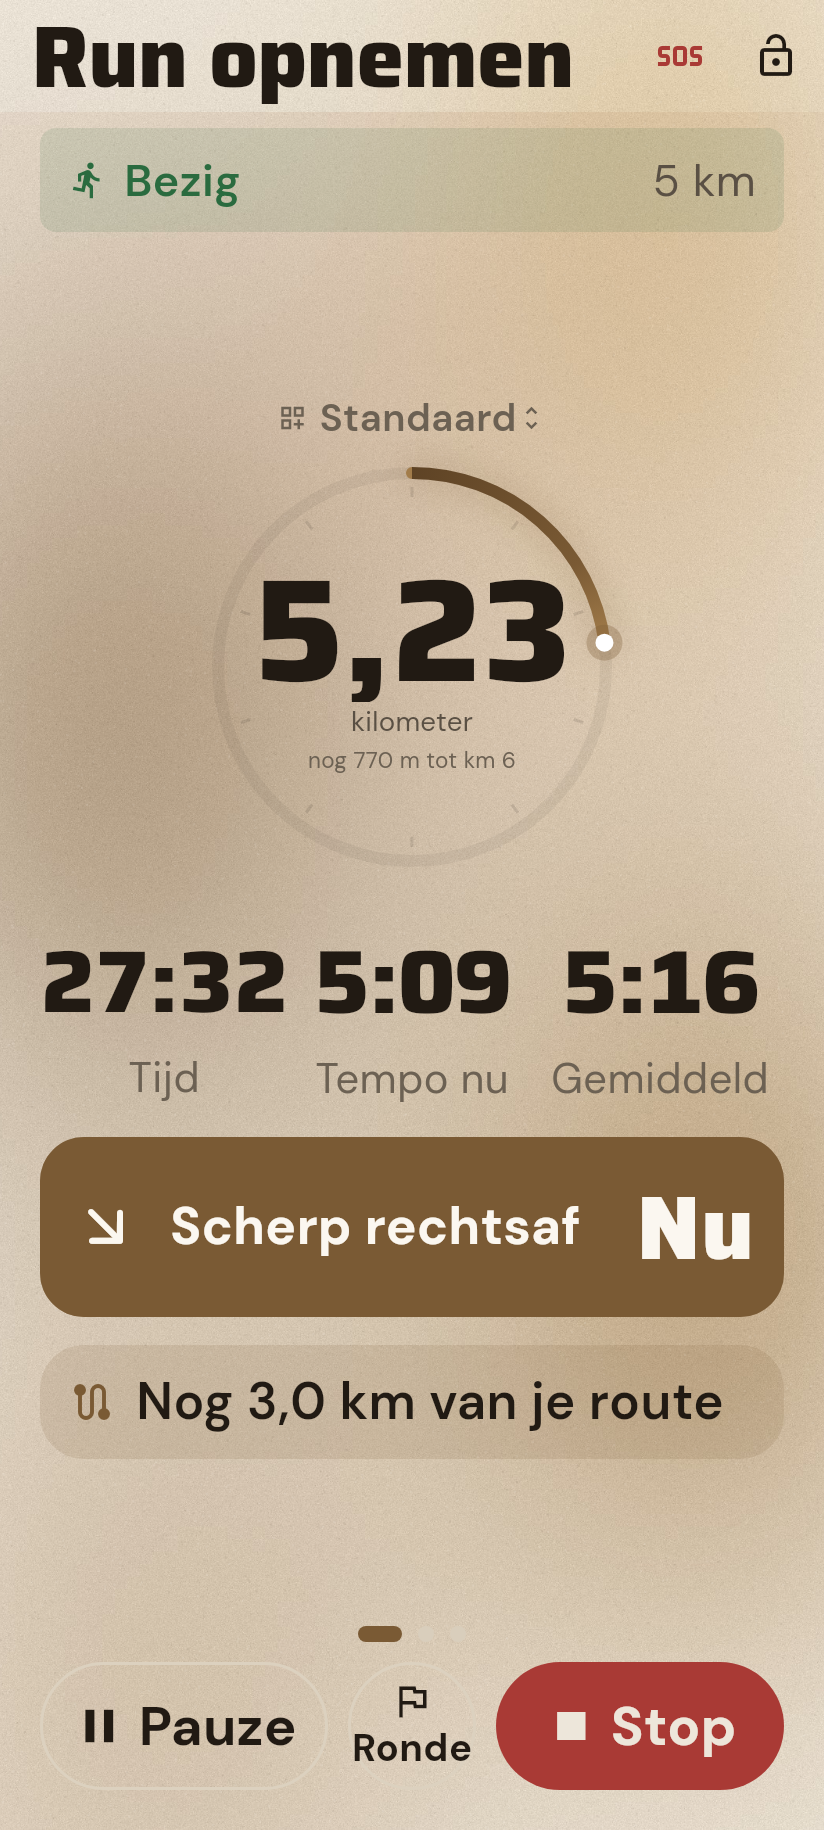 Run opnemen
SOS
Bezig
5 km
Standaard
5,23
kilometer
nog 770 m tot km 6
27:32 5:09 5:16
Tijd Tempo nu Gemiddeld
Scherp rechtsaf Nu
Nog 3,0 km van je route
Pauze
Ronde
Stop